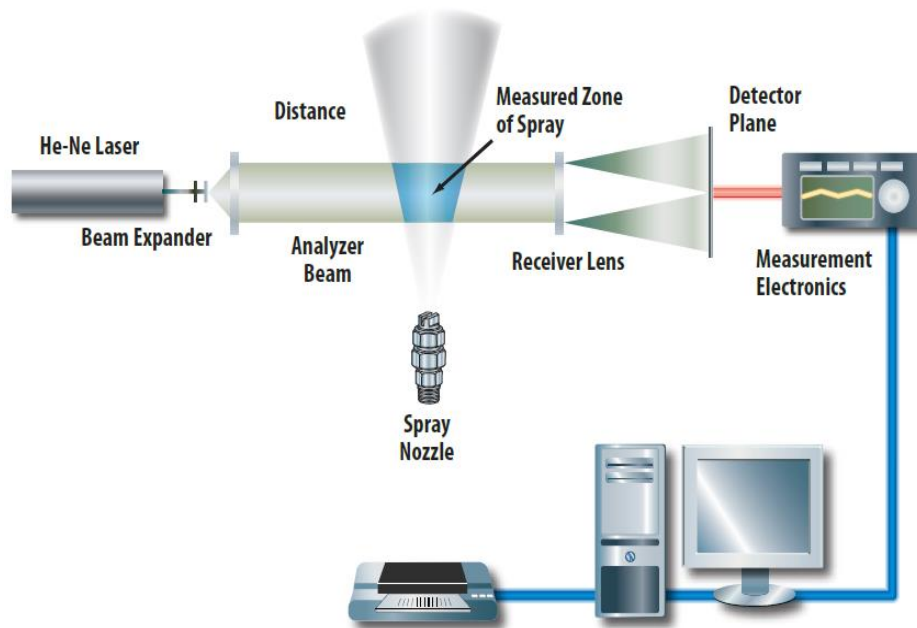 Distance
Measured Zone
of Spray
Detector
Plane
He-Ne Laser
Beam Expander
Analyzer
Beam
Receiver Lens
Measurement
Electronics
Spray
Nozzle